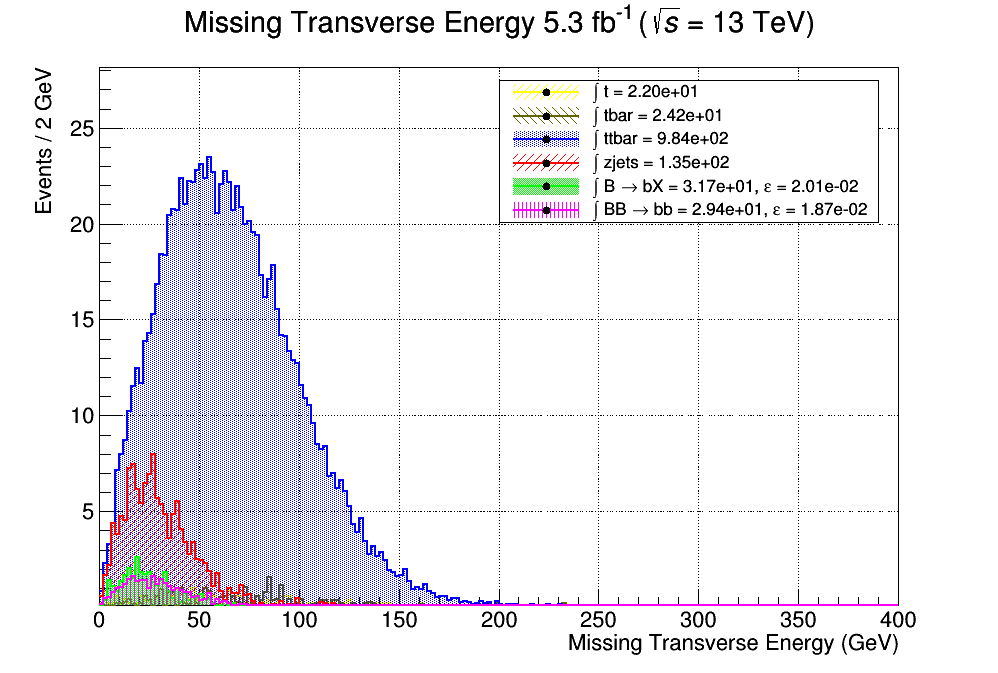 Missing Transverse Energy 5.3 fb-1 (√s = 13 TeV)
Events / 2 GeV
∫ t = 2.20e+01
∫ tbar = 2.42e+01
∫ ttbar = 9.84e+02
∫ zjets = 1.35e+02
∫ B → bX = 3.17e+01, ε = 2.01e-02
∫ BB → bb = 2.94e+01, ε = 1.87e-02
25
20
15
10
5
0 50 100 150 200 250 300 350 400
Missing Transverse Energy (GeV)